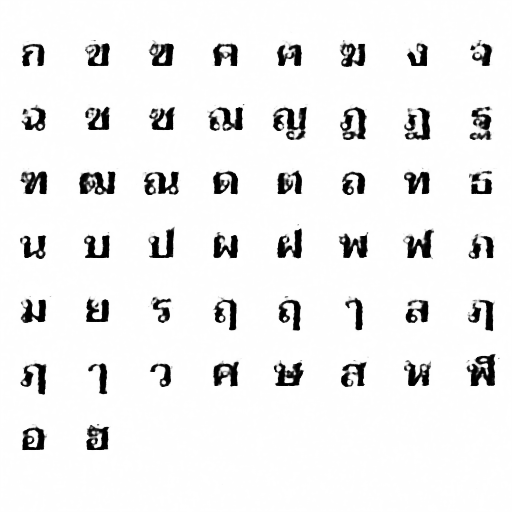 ก ข ฃ ค ฅ ฆ ง จ
ฉ ช ซ ฌ ญ ฎ ฏ ฐ
ฑ ฒ ณ ด ต ถ ท ธ
น บ ป ผ ฝ พ ฟ ภ
ม ย ร ฤ ฤ ๅ ล ฦ
ฦ ๅ ว ศ ษ ส ห ฬ
อ ฮ